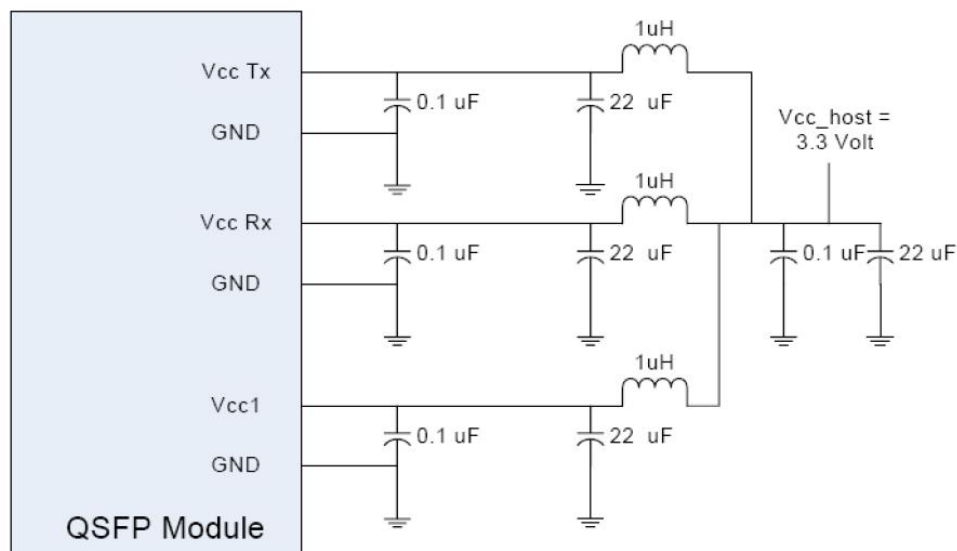 1uH
Vcc Tx
0.1 uF
22 uF
GND
Vcc_host =
3.3 Volt
1uH
Vcc Rx
0.1 uF
22 uF
0.1 uF
22 uF
GND
1uH
Vcc1
0.1 uF
22 uF
GND
QSFP Module